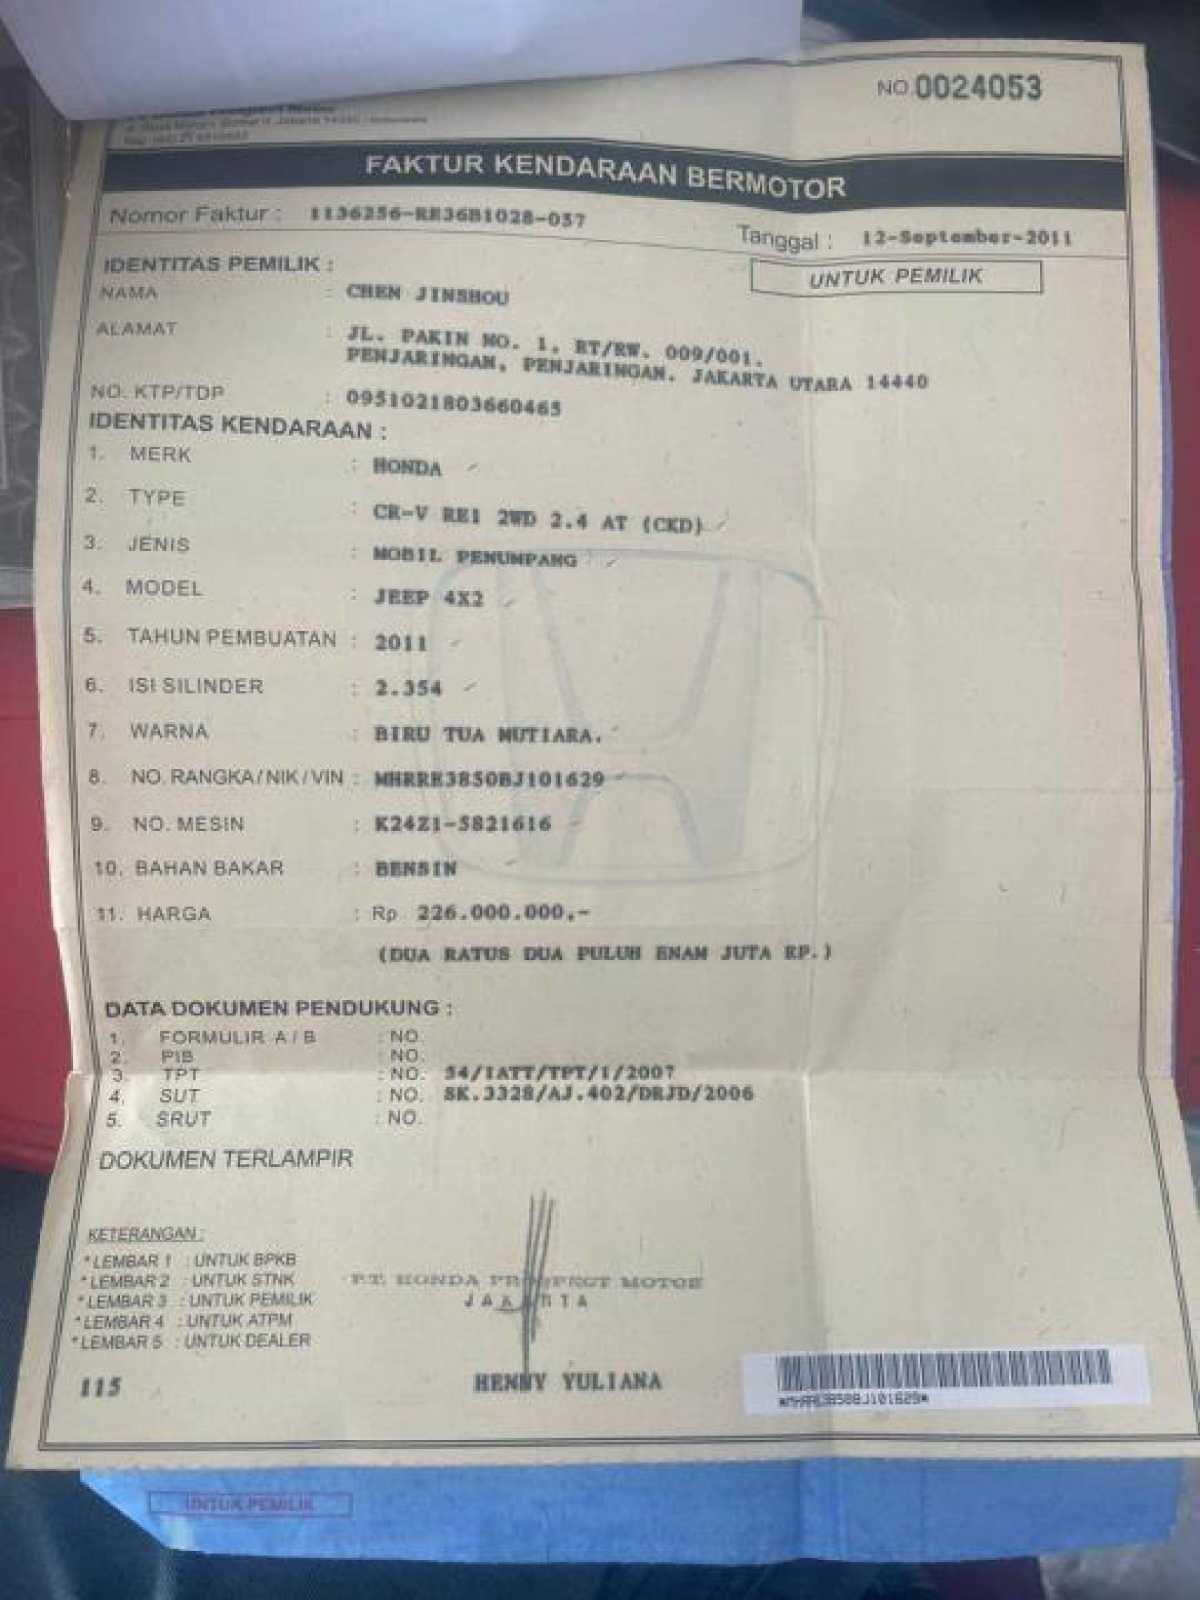 NO. 0024053
FAKTUR KENDARAAN BERMOTOR
Nomor Faktur : 1136256-RE36B1028-057
Tanggal : 12-September-2011
IDENTITAS PEMILIK :
UNTUK PEMILIK
NAMA : CHEN JINSHOU
ALAMAT : JL. PAKIN NO. 1, RT/RW. 009/001.
PENJARINGAN, PENJARINGAN. JAKARTA UTARA 14440
NO. KTP/TDP : 0951021803660465
IDENTITAS KENDARAAN :
1. MERK : HONDA
2. TYPE : CR-V RE1 2WD 2.4 AT (CKD)
3. JENIS : MOBIL PENUMPANG
4. MODEL : JEEP 4X2
5. TAHUN PEMBUATAN : 2011
6. ISI SILINDER : 2.354
7. WARNA : BIRU TUA MUTIARA.
8. NO. RANGKA/NIK/VIN : MHRRE3850BJ101629
9. NO. MESIN : K24Z1-5821616
10. BAHAN BAKAR : BENSIN
11. HARGA : Rp 226.000.000,-
(DUA RATUS DUA PULUH ENAM JUTA RP.)
DATA DOKUMEN PENDUKUNG :
1. FORMULIR A / B : NO.
2. PIB : NO.
3. TPT : NO. 54/IATT/TPT/1/2007
4. SUT : NO. SK.3328/AJ.402/DRJD/2006
5. SRUT : NO.
DOKUMEN TERLAMPIR
KETERANGAN :
* LEMBAR 1 : UNTUK BPKB
* LEMBAR 2 : UNTUK STNK
* LEMBAR 3 : UNTUK PEMILIK
* LEMBAR 4 : UNTUK ATPM
* LEMBAR 5 : UNTUK DEALER
P.T. HONDA PROSPECT MOTOR
JAKARTA
115
HENNY YULIANA
UNTUK PEMILIK